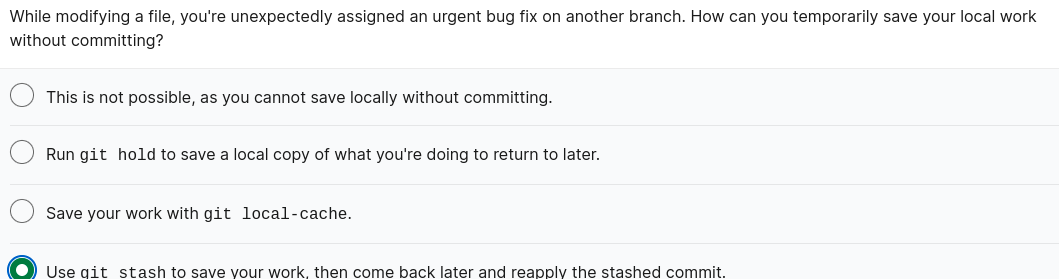 While modifying a file, you're unexpectedly assigned an urgent bug fix on another branch. How can you temporarily save your local work
without committing?
This is not possible, as you cannot save locally without committing.
Run git hold to save a local copy of what you're doing to return to later.
Save your work with git local-cache.
Use git stash to save your work, then come back later and reapply the stashed commit.